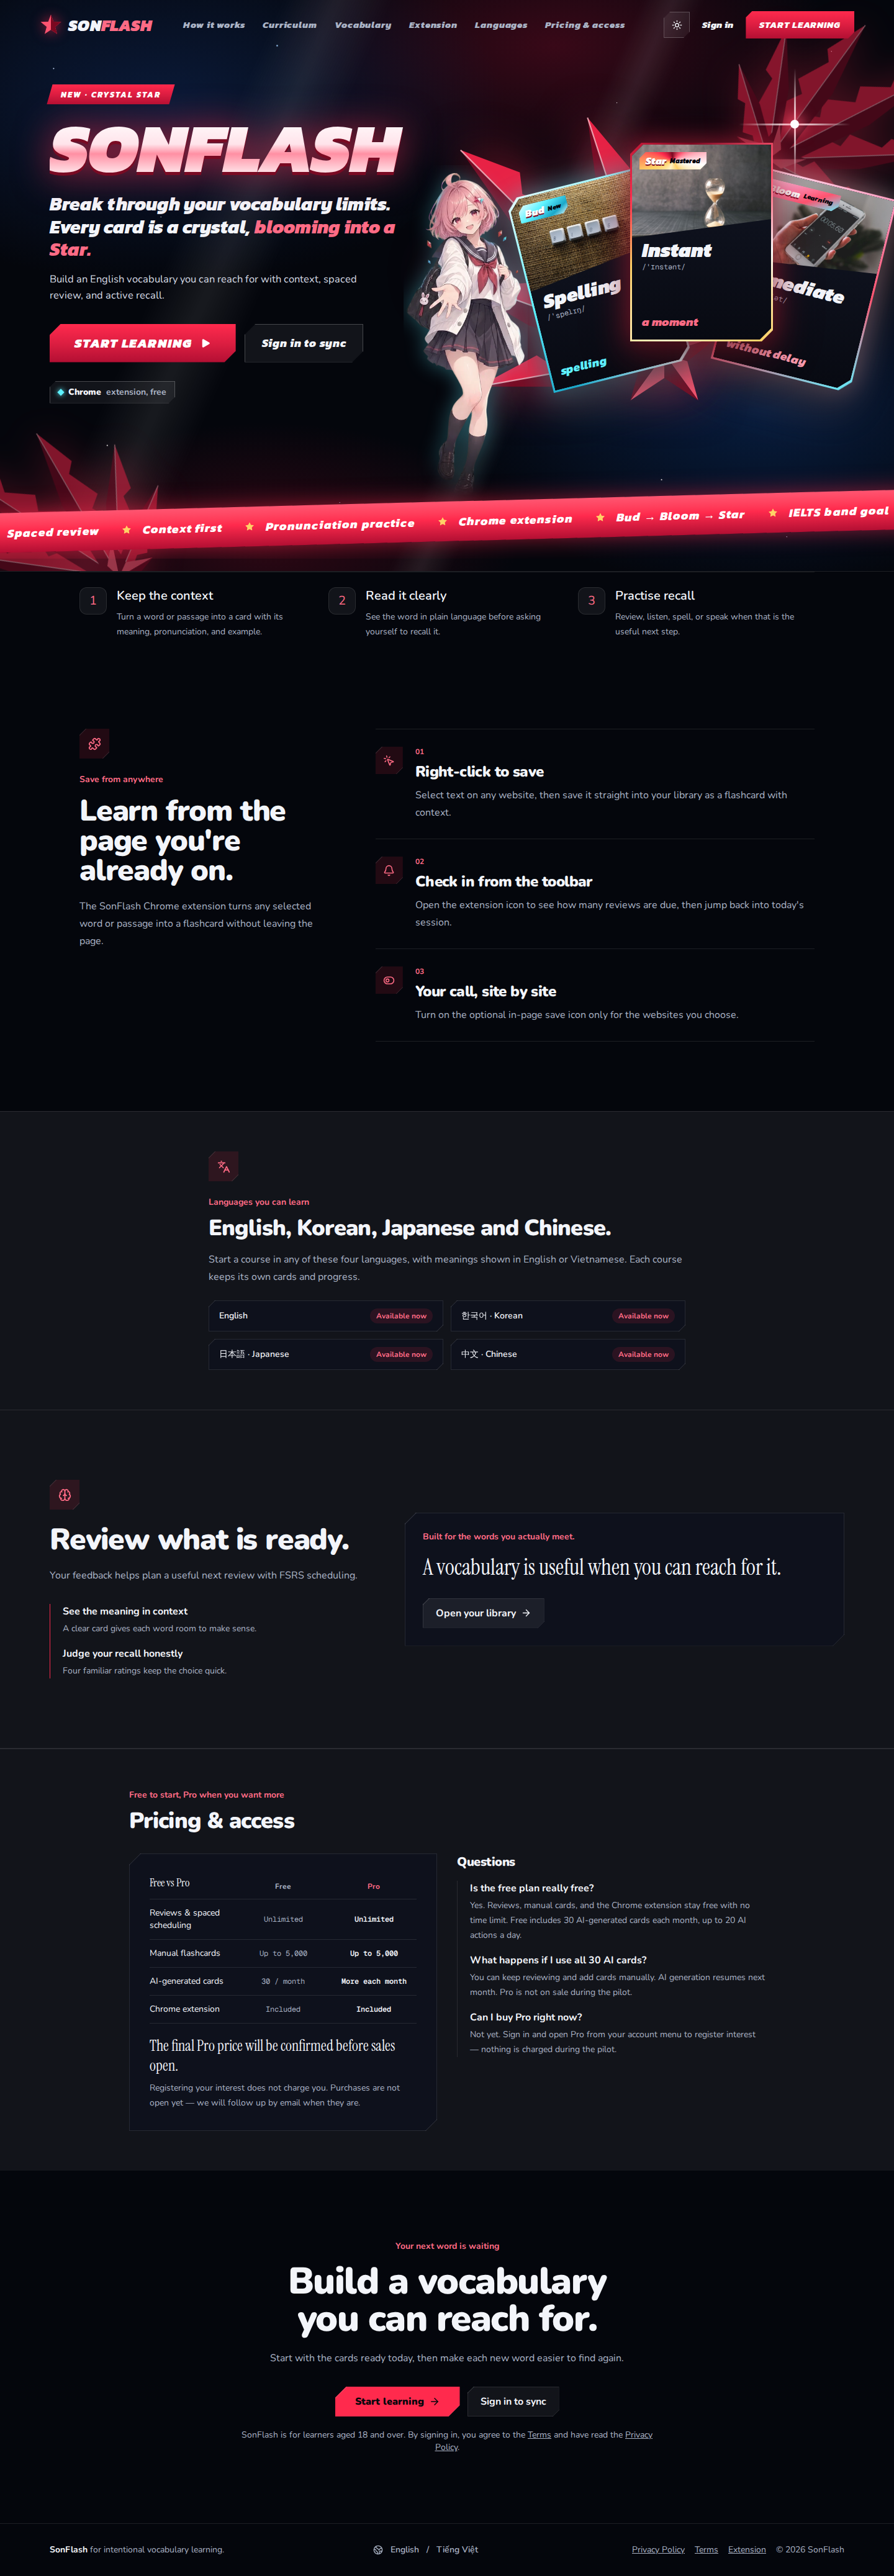 SONFLASH
How it works
Curriculum
Vocabulary
Extension
Languages
Pricing & access
Sign in
START LEARNING
NEW · CRYSTAL STAR
SONFLASH
Break through your vocabulary limits.
Every card is a crystal, blooming into a
Star.
Build an English vocabulary you can reach for with context, spaced
review, and active recall.
START LEARNING
Sign in to sync
Chrome extension, free
Bud New
Spelling
/ˈspelɪŋ/
spelling
Star Mastered
Instant
/ˈɪnstənt/
a moment
Learning
without delay
Spaced review
Context first
Pronunciation practice
Chrome extension
Bud → Bloom → Star
IELTS band goal
1
Keep the context
Turn a word or passage into a card with its
meaning, pronunciation, and example.
2
Read it clearly
See the word in plain language before asking
yourself to recall it.
3
Practise recall
Review, listen, spell, or speak when that is the
useful next step.
Save from anywhere
Learn from the
page you're
already on.
The SonFlash Chrome extension turns any selected
word or passage into a flashcard without leaving the
page.
01
Right-click to save
Select text on any website, then save it straight into your library as a flashcard with
context.
02
Check in from the toolbar
Open the extension icon to see how many reviews are due, then jump back into today's
session.
03
Your call, site by site
Turn on the optional in-page save icon only for the websites you choose.
Languages you can learn
English, Korean, Japanese and Chinese.
Start a course in any of these four languages, with meanings shown in English or Vietnamese. Each course
keeps its own cards and progress.
English Available now
한국어 · Korean Available now
日本語 · Japanese Available now
中文 · Chinese Available now
Review what is ready.
Your feedback helps plan a useful next review with FSRS scheduling.
See the meaning in context
A clear card gives each word room to make sense.
Judge your recall honestly
Four familiar ratings keep the choice quick.
Built for the words you actually meet.
A vocabulary is useful when you can reach for it.
Open your library →
Free to start, Pro when you want more
Pricing & access
Free vs Pro Free Pro
Reviews & spaced
scheduling Unlimited Unlimited
Manual flashcards Up to 5,000 Up to 5,000
AI-generated cards 30 / month More each month
Chrome extension Included Included
The final Pro price will be confirmed before sales
open.
Registering your interest does not charge you. Purchases are not
open yet — we will follow up by email when they are.
Questions
Is the free plan really free?
Yes. Reviews, manual cards, and the Chrome extension stay free with no
time limit. Free includes 30 AI-generated cards each month, up to 20 AI
actions a day.
What happens if I use all 30 AI cards?
You can keep reviewing and add cards manually. AI generation resumes next
month. Pro is not on sale during the pilot.
Can I buy Pro right now?
Not yet. Sign in and open Pro from your account menu to register interest
— nothing is charged during the pilot.
Your next word is waiting
Build a vocabulary
you can reach for.
Start with the cards ready today, then make each new word easier to find again.
Start learning →
Sign in to sync
SonFlash is for learners aged 18 and over. By signing in, you agree to the Terms and have read the Privacy
Policy.
SonFlash for intentional vocabulary learning.
English / Tiếng Việt
Privacy Policy
Terms
Extension
© 2026 SonFlash